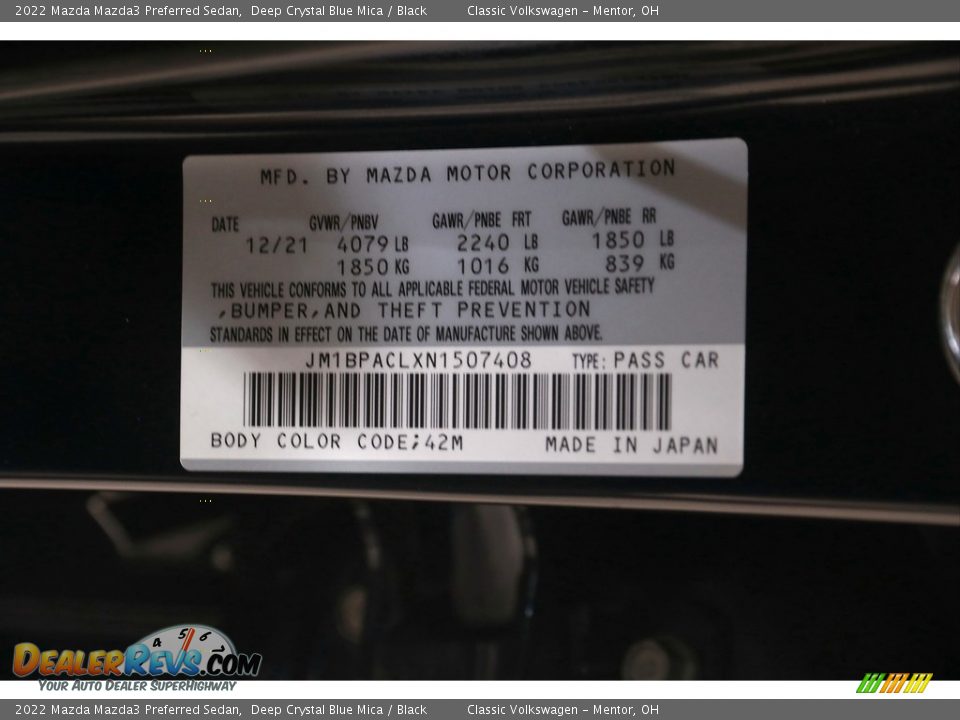 2022 Mazda Mazda3 Preferred Sedan, Deep Crystal Blue Mica / Black Classic Volkswagen - Mentor, OH
MFD. BY MAZDA MOTOR CORPORATION
DATE GVWR/PNBV GAWR/PNBE FRT GAWR/PNBE RR
12/21 4079 LB 2240 LB 1850 LB
1850 KG 1016 KG 839 KG
THIS VEHICLE CONFORMS TO ALL APPLICABLE FEDERAL MOTOR VEHICLE SAFETY
,BUMPER,AND THEFT PREVENTION
STANDARDS IN EFFECT ON THE DATE OF MANUFACTURE SHOWN ABOVE.
JM1BPACLXN1507408 TYPE: PASS CAR
BODY COLOR CODE;42M MADE IN JAPAN
4 5 6
DEALERREVS.COM
YOUR AUTO DEALER SUPERHIGHWAY
2022 Mazda Mazda3 Preferred Sedan, Deep Crystal Blue Mica / Black Classic Volkswagen - Mentor, OH